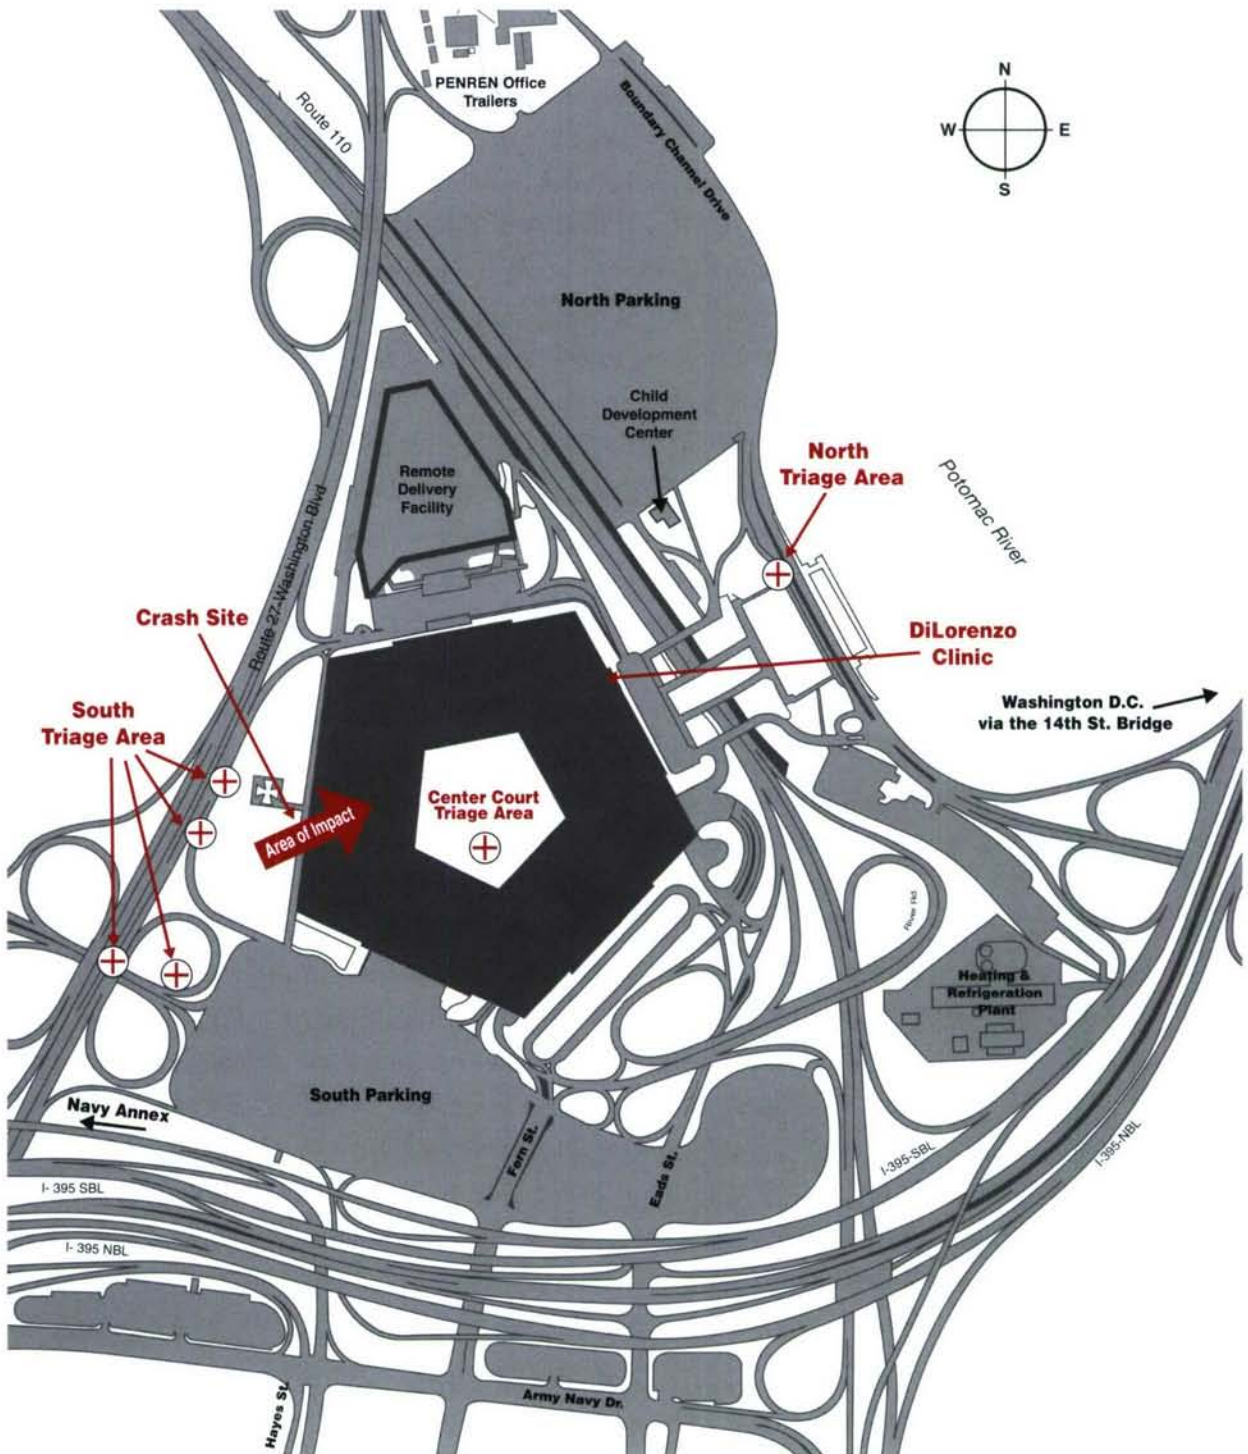 PENREN Office
Trailers
N
W
E
S
Route 110
Boundary Channel Drive
North Parking
Child
Development
Center
North
Triage Area
Potomac River
Remote
Delivery
Facility
Route 27-Washington Blvd
Crash Site
DiLorenzo
Clinic
South
Triage Area
Washington D.C.
via the 14th St. Bridge
Center Court
Triage Area
Area of Impact
River Rd
Heating &
Refrigeration
Plant
South Parking
Navy Annex
Fern St.
Eads St.
I-395-SBL
I-395-NBL
I- 395 SBL
I- 395 NBL
Hayes St.
Army Navy Dr.